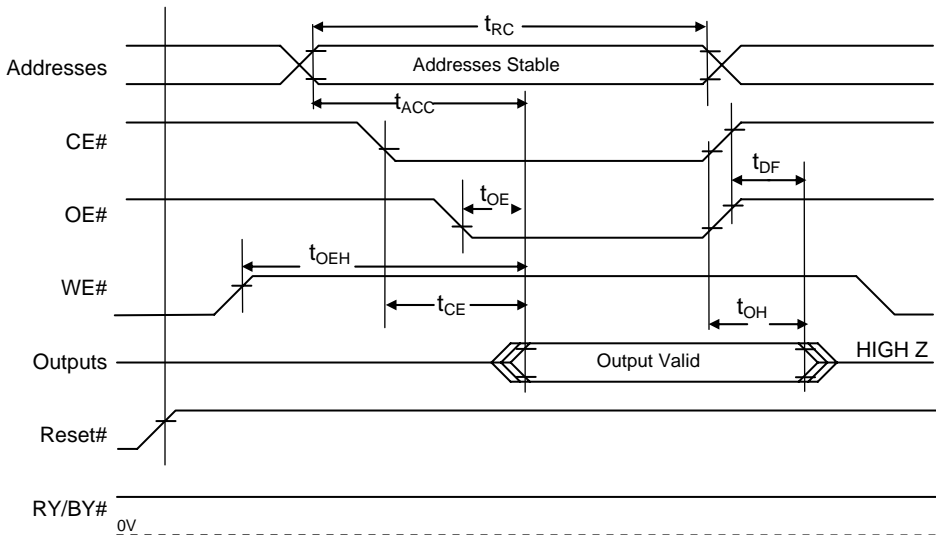 tRC
Addresses
Addresses Stable
tACC
CE#
tDF
tOE
OE#
tOEH
WE#
tCE
tOH
Outputs
Output Valid
HIGH Z
Reset#
RY/BY#
0V